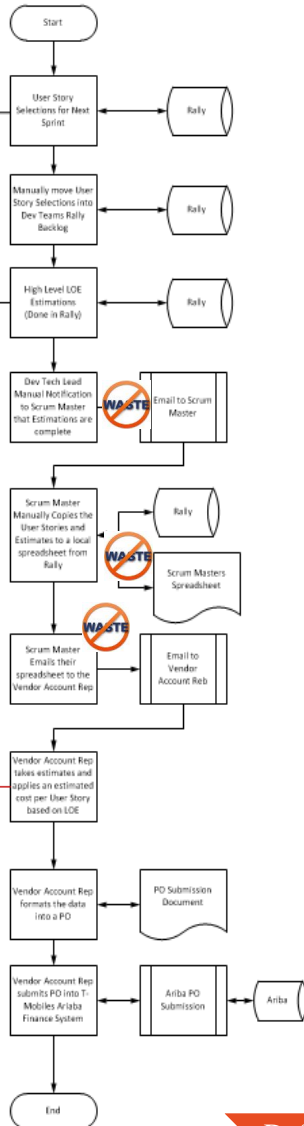 Start
User Story
Selections for Next
Sprint
Rally
Manually move User
Story Selections into
Dev Teams Rally
Backlog
Rally
High Level LOE
Estimations
(Done in Rally)
Rally
Dev Tech Lead
Manual Notification
to Scrum Master
that Estimations are
complete
WASTE
Email to Scrum
Master
Scrum Master
Manually Copies the
User Stories and
Estimates to a local
spreadsheet from
Rally
Rally
WASTE
Scrum Masters
Spreadsheet
WASTE
Scrum Master
Emails their
spreadsheet to the
Vendor Account Rep
Email to
Vendor
Account Reb
Vendor Account Rep
takes estimates and
applies an estimated
cost per User Story
based on LOE
Vendor Account Rep
formats the data
into a PO
PO Submission
Document
Vendor Account Rep
submits PO into T-
Mobiles Ariaba
Finance System
Ariba PO
Submission
Ariba
End